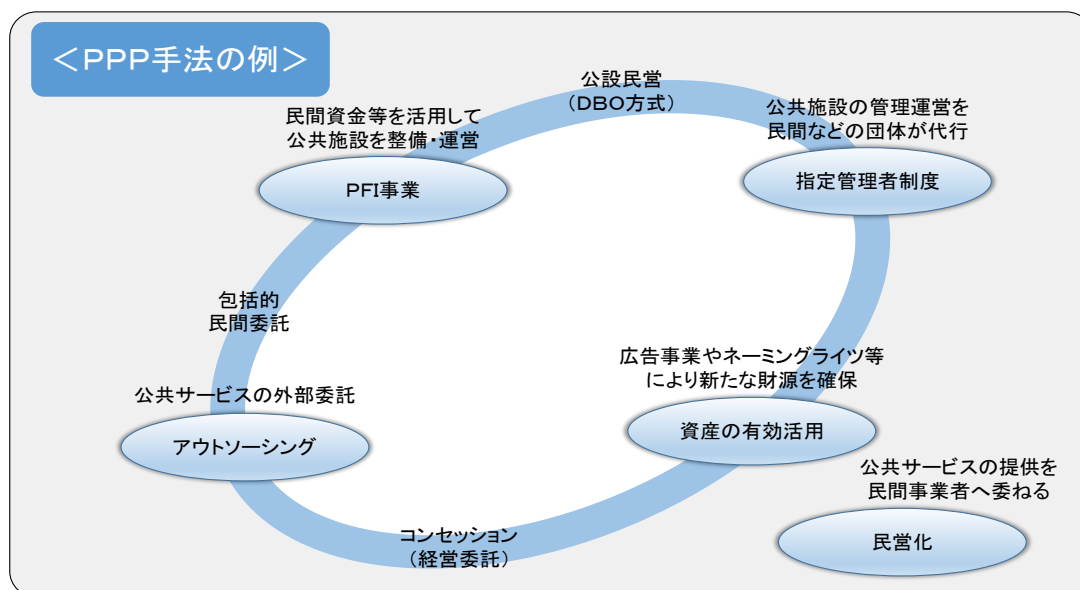 ＜ＰＰＰ手法の例＞
公設民営
（ＤＢＯ方式）
民間資金等を活用して
公共施設を整備・運営
ＰＦＩ事業
公共施設の管理運営を
民間などの団体が代行
指定管理者制度
包括的
民間委託
広告事業やネーミングライツ等
により新たな財源を確保
資産の有効活用
公共サービスの外部委託
アウトソーシング
公共サービスの提供を
民間事業者へ委ねる
民営化
コンセッション
（経営委託）